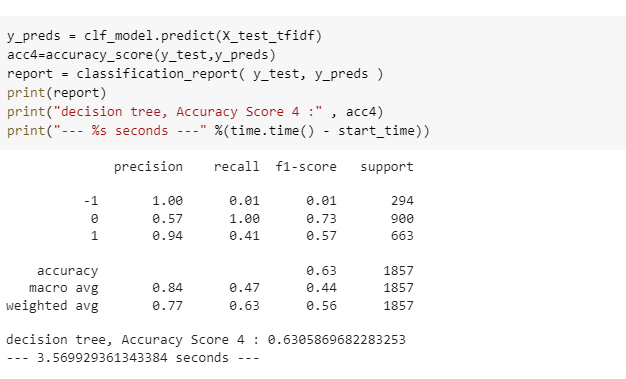 y_preds = clf_model.predict(X_test_tfidf)
acc4=accuracy_score(y_test,y_preds)
report = classification_report( y_test, y_preds )
print(report)
print("decision tree, Accuracy Score 4 :" , acc4)
print("--- %s seconds ---" %(time.time() - start_time))
precision recall f1-score support
-1 1.00 0.01 0.01 294
0 0.57 1.00 0.73 900
1 0.94 0.41 0.57 663
accuracy 0.63 1857
macro avg 0.84 0.47 0.44 1857
weighted avg 0.77 0.63 0.56 1857
decision tree, Accuracy Score 4 : 0.6305869682283253
--- 3.569929361343384 seconds ---